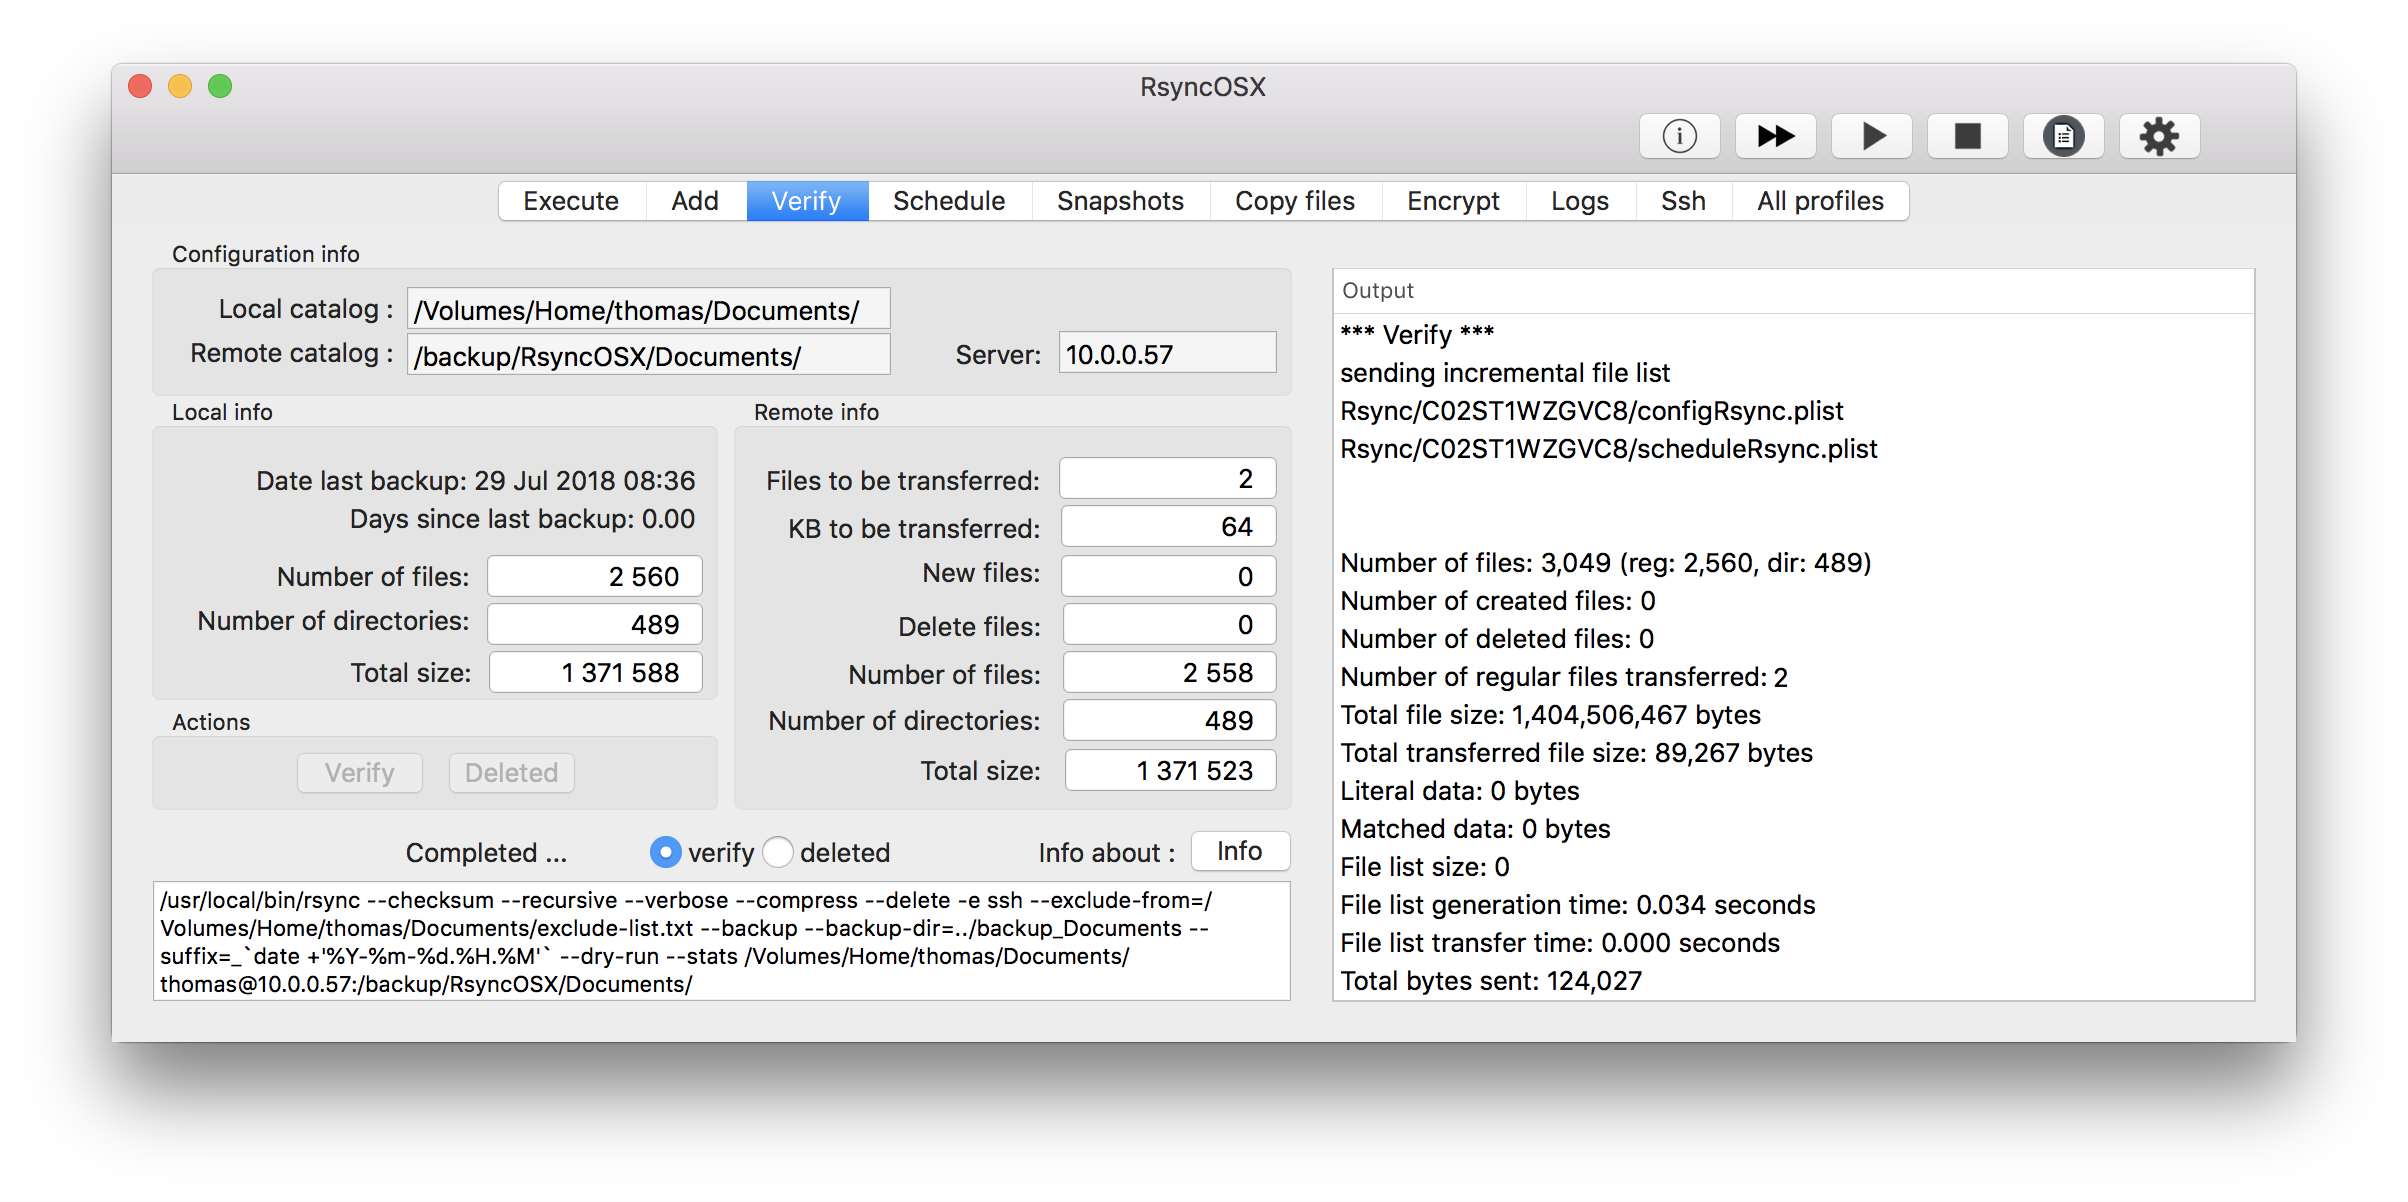 RsyncOSX
Execute Add Verify Schedule Snapshots Copy files Encrypt Logs Ssh All profiles
Configuration info
Local catalog : /Volumes/Home/thomas/Documents/
Remote catalog : /backup/RsyncOSX/Documents/ Server: 10.0.0.57
Local info
Date last backup: 29 Jul 2018 08:36
Days since last backup: 0.00
Number of files: 2 560
Number of directories: 489
Total size: 1 371 588
Actions
Verify Deleted
Remote info
Files to be transferred: 2
KB to be transferred: 64
New files: 0
Delete files: 0
Number of files: 2 558
Number of directories: 489
Total size: 1 371 523
Completed ... verify deleted Info about : Info
/usr/local/bin/rsync --checksum --recursive --verbose --compress --delete -e ssh --exclude-from=/
Volumes/Home/thomas/Documents/exclude-list.txt --backup --backup-dir=../backup_Documents --
suffix=_`date +'%Y-%m-%d.%H.%M'` --dry-run --stats /Volumes/Home/thomas/Documents/
thomas@10.0.0.57:/backup/RsyncOSX/Documents/
Output
*** Verify ***
sending incremental file list
Rsync/C02ST1WZGVC8/configRsync.plist
Rsync/C02ST1WZGVC8/scheduleRsync.plist
Number of files: 3,049 (reg: 2,560, dir: 489)
Number of created files: 0
Number of deleted files: 0
Number of regular files transferred: 2
Total file size: 1,404,506,467 bytes
Total transferred file size: 89,267 bytes
Literal data: 0 bytes
Matched data: 0 bytes
File list size: 0
File list generation time: 0.034 seconds
File list transfer time: 0.000 seconds
Total bytes sent: 124,027